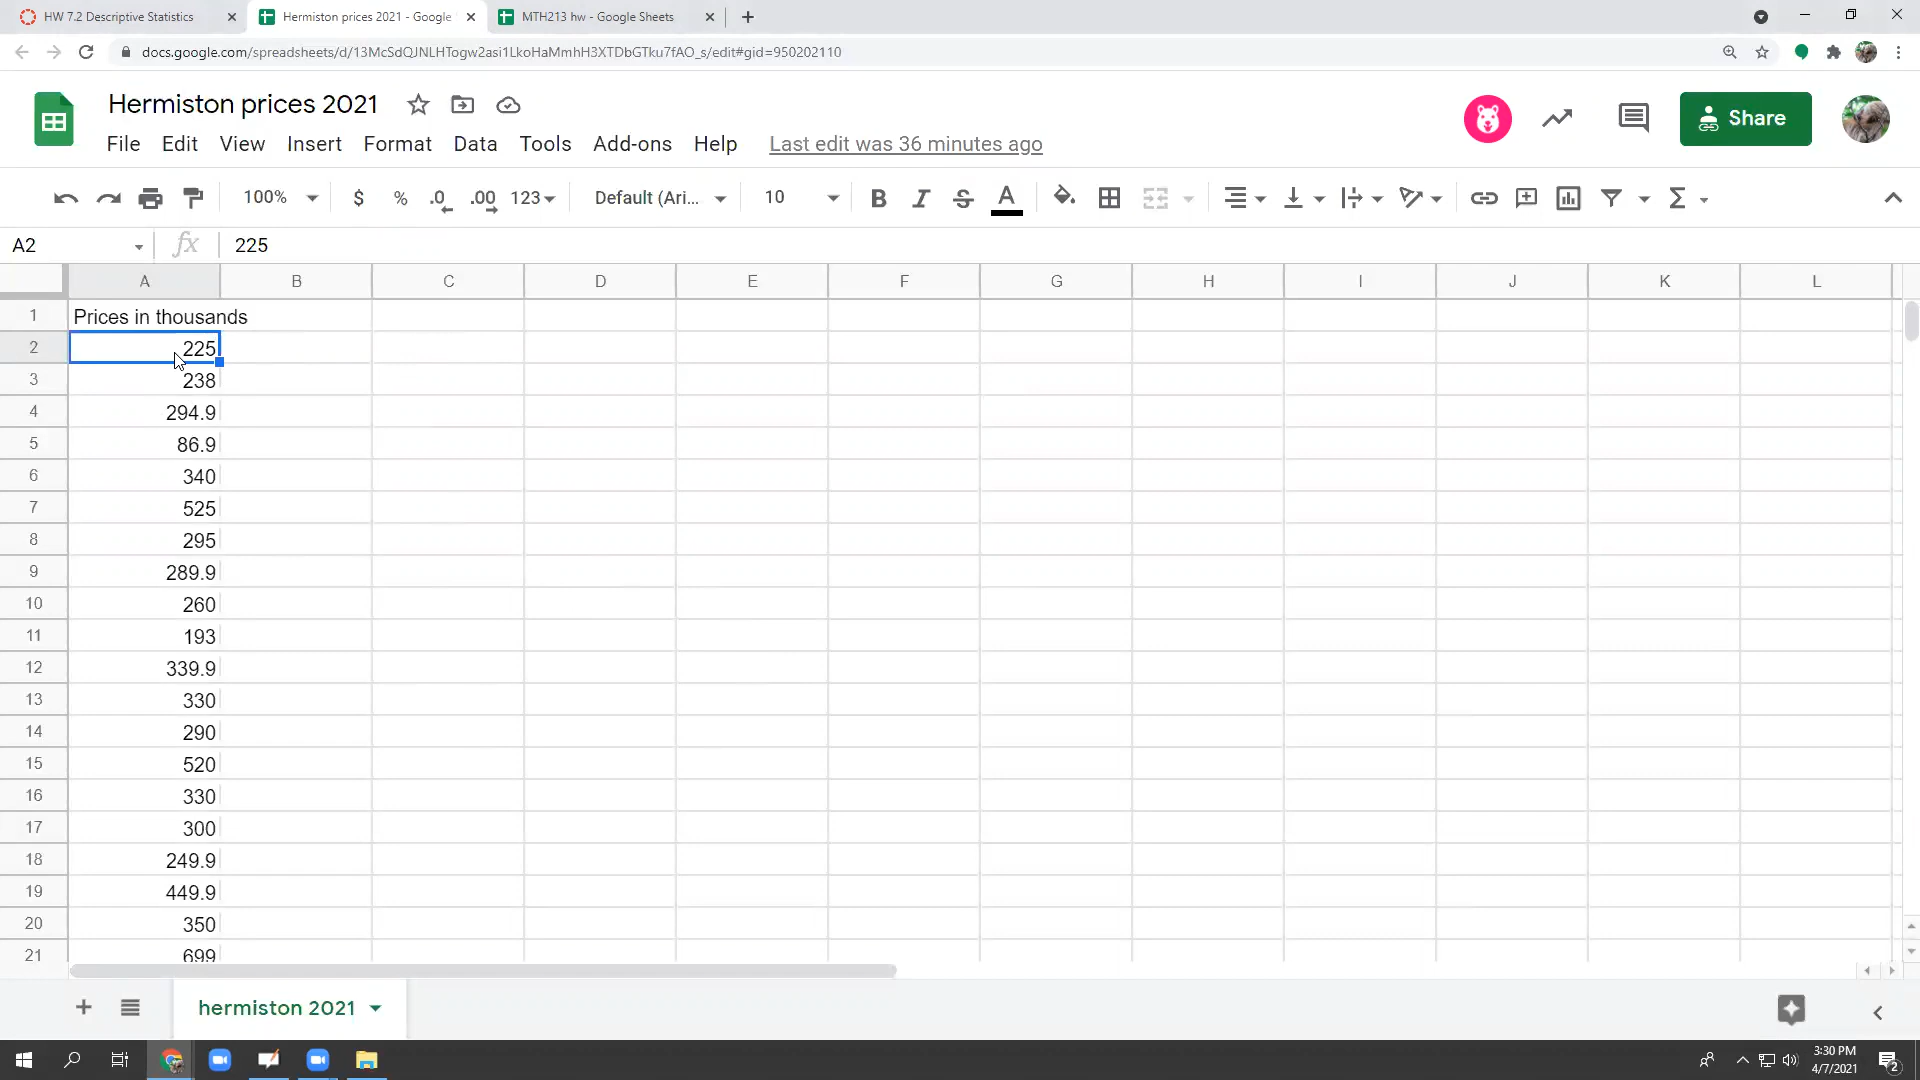 HW 7.2 Descriptive Statistics
Hermiston prices 2021 - Google
MTH213 hw - Google Sheets
docs.google.com/spreadsheets/d/13McSdQJNLHTogw2asi1LkoHaMmhH3XTDbGTku7fAO_s/edit#gid=950202110
Hermiston prices 2021
Share
File Edit View Insert Format Data Tools Add-ons Help Last edit was 36 minutes ago
100% $ % .0 .00 123 Default (Ari... 10 B I S A Σ
A2 fx 225
A B C D E F G H I J K L
1 Prices in thousands
2 225
3 238
4 294.9
5 86.9
6 340
7 525
8 295
9 289.9
10 260
11 193
12 339.9
13 330
14 290
15 520
16 330
17 300
18 249.9
19 449.9
20 350
21 699
hermiston 2021
3:30 PM
4/7/2021
2